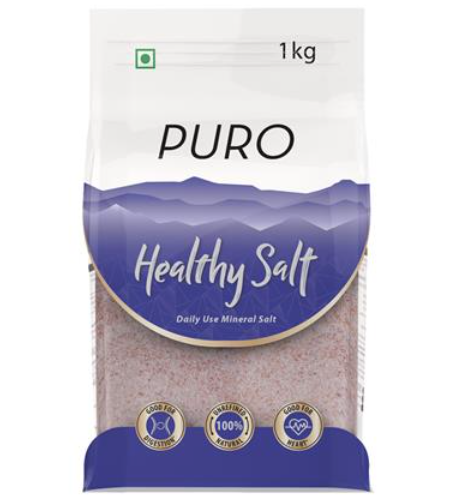 1kg
PURO
Healthy Salt
Daily Use Mineral Salt
GOOD FOR
DIGESTION*
UNREFINED
100%
NATURAL
GOOD FOR
HEART*